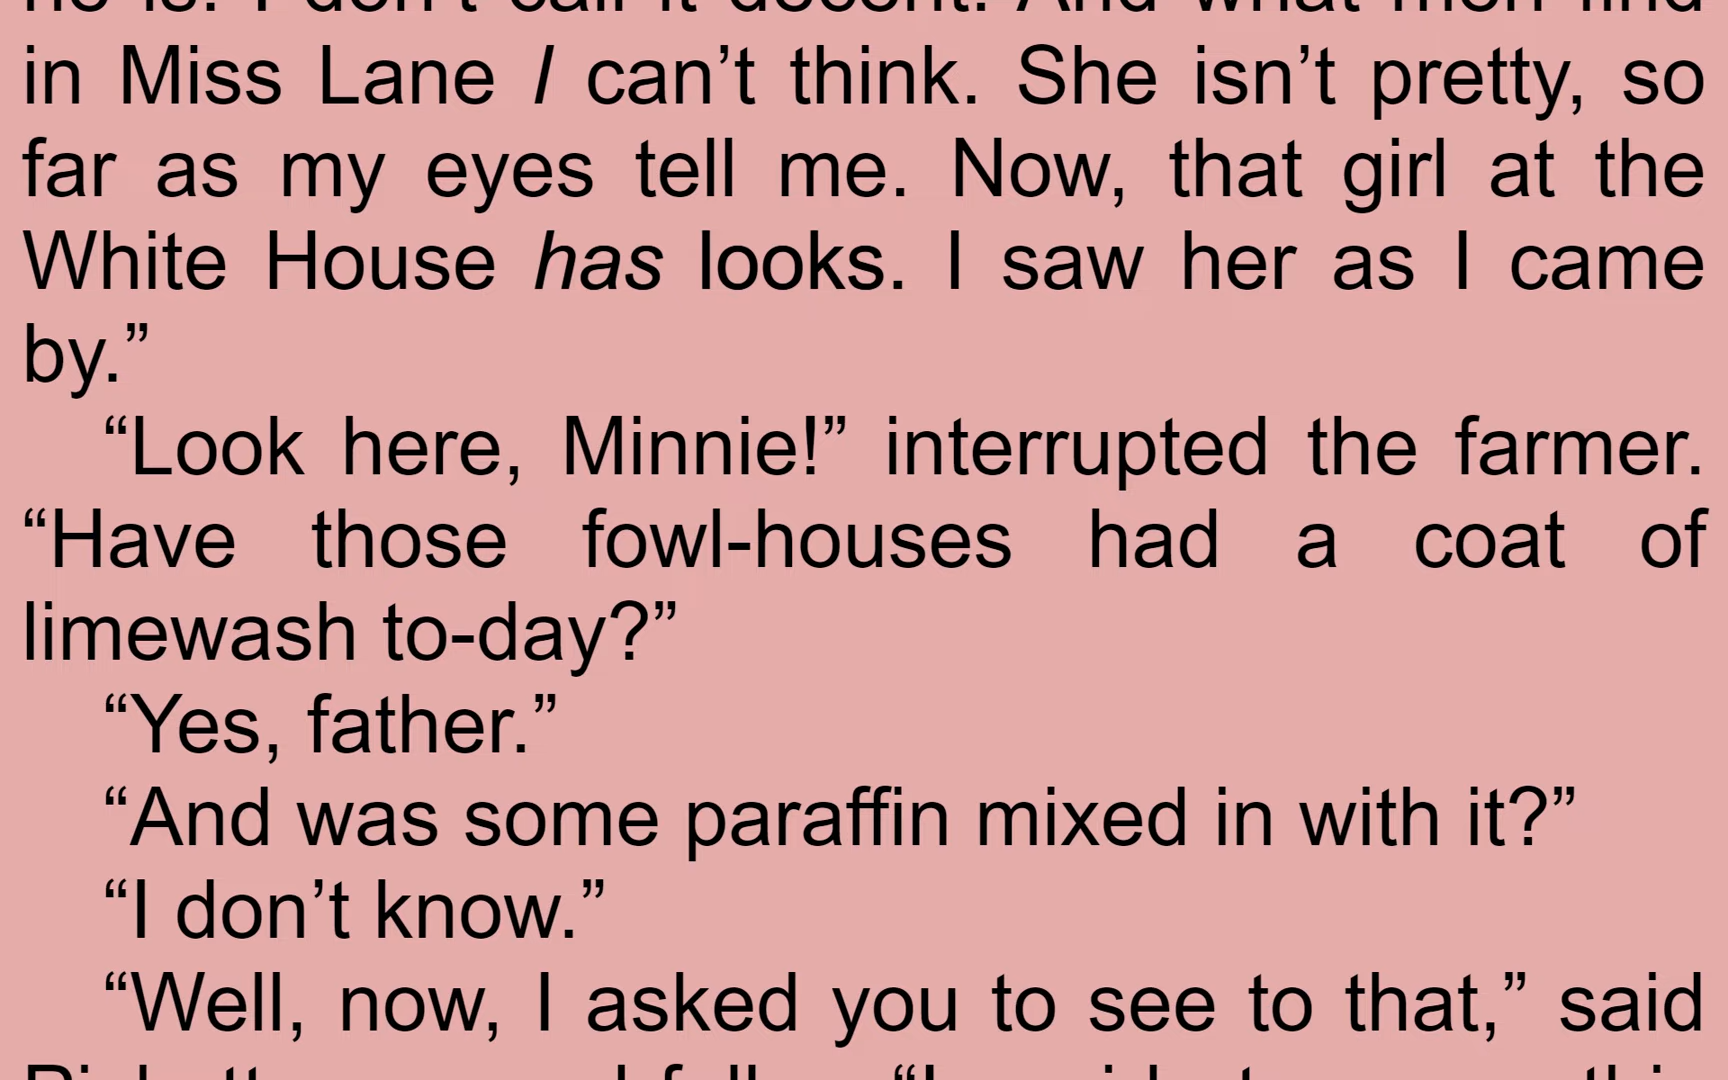 in Miss Lane I can’t think. She isn’t pretty, so
far as my eyes tell me. Now, that girl at the
White House has looks. I saw her as I came
by.”
“Look here, Minnie!” interrupted the farmer.
“Have those fowl-houses had a coat of
limewash to-day?”
“Yes, father.”
“And was some paraffin mixed in with it?”
“I don’t know.”
“Well, now, I asked you to see to that,” said